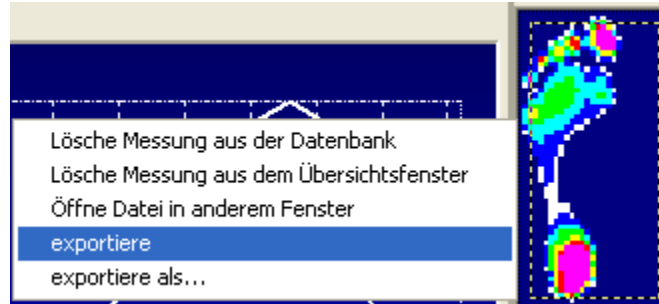 Lösche Messung aus der Datenbank
Lösche Messung aus dem Übersichtsfenster
Öffne Datei in anderem Fenster
exportiere
exportiere als...